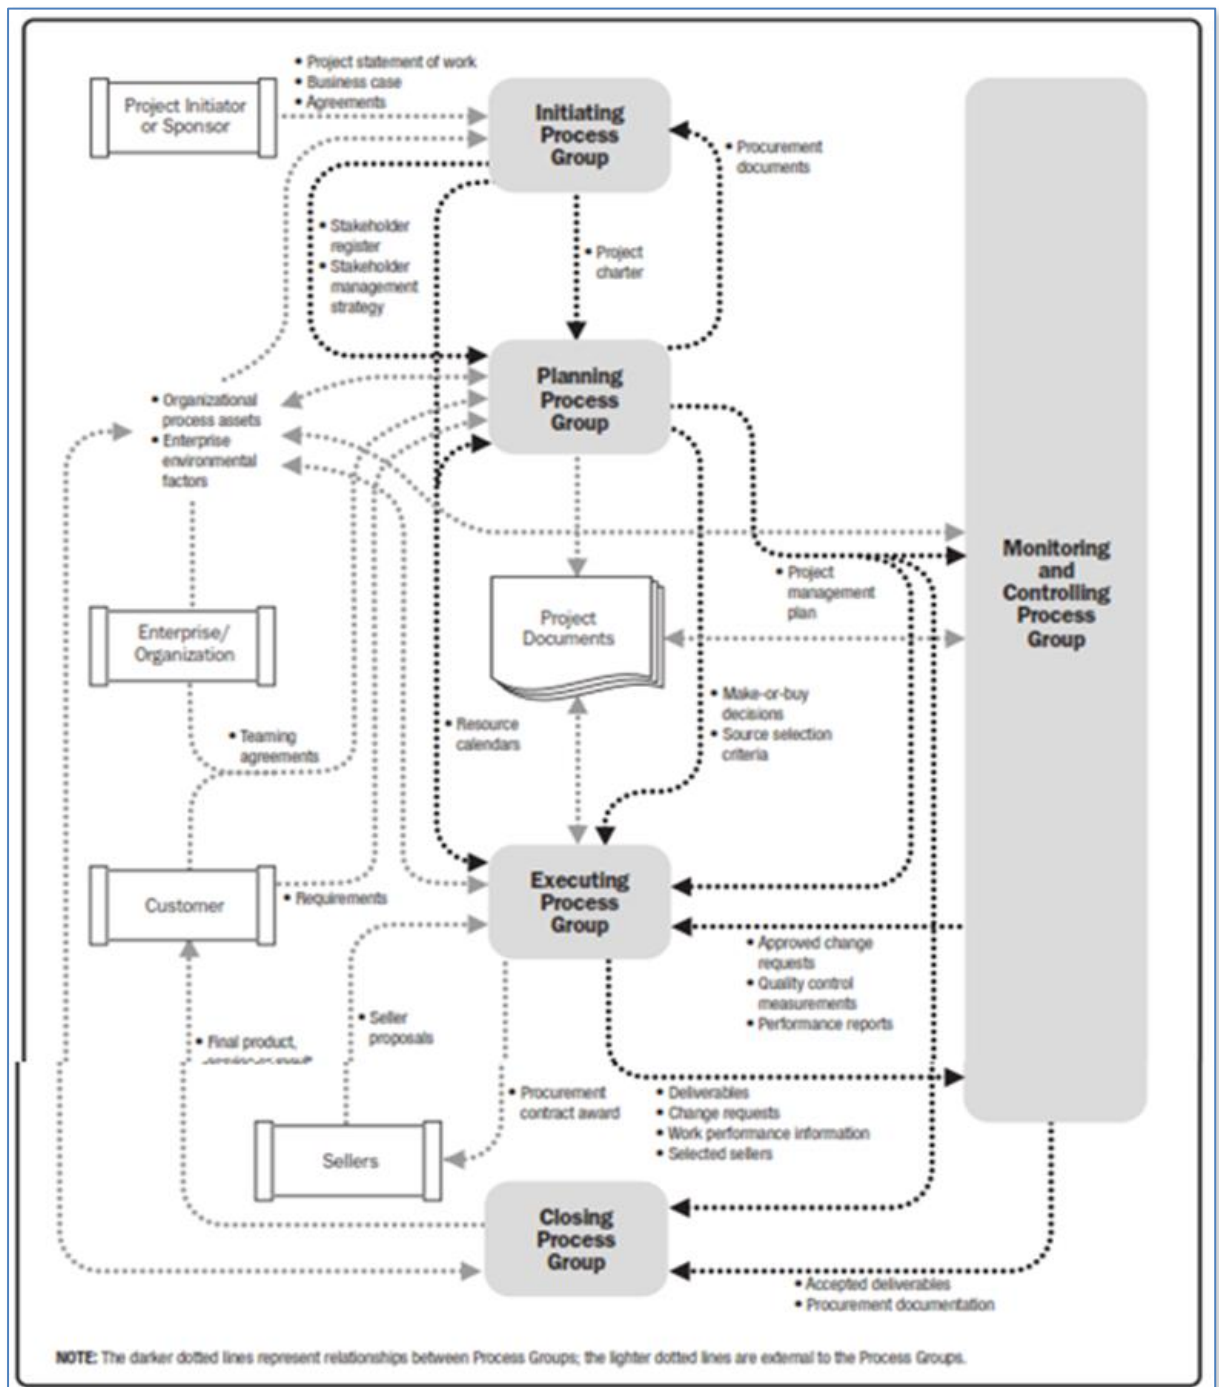 • Project statement of work
• Business case
• Agreements
Project Initiator
or Sponsor
Initiating
Process
Group
• Procurement
documents
• Stakeholder
register
• Stakeholder
management
strategy
• Project
charter
Planning
Process
Group
• Organizational
process assets
• Enterprise
environmental
factors
Monitoring
and
Controlling
Process
Group
• Project
management
plan
Project
Documents
Enterprise/
Organization
• Make-or-buy
decisions
• Source selection
criteria
• Resource
calendars
• Teaming
agreements
Executing
Process
Group
Customer
• Requirements
• Approved change
requests
• Quality control
measurements
• Performance reports
• Seller
proposals
• Final product,
• Procurement
contract award
• Deliverables
• Change requests
• Work performance information
• Selected sellers
Sellers
Closing
Process
Group
• Accepted deliverables
• Procurement documentation
NOTE: The darker dotted lines represent relationships between Process Groups; the lighter dotted lines are external to the Process Groups.